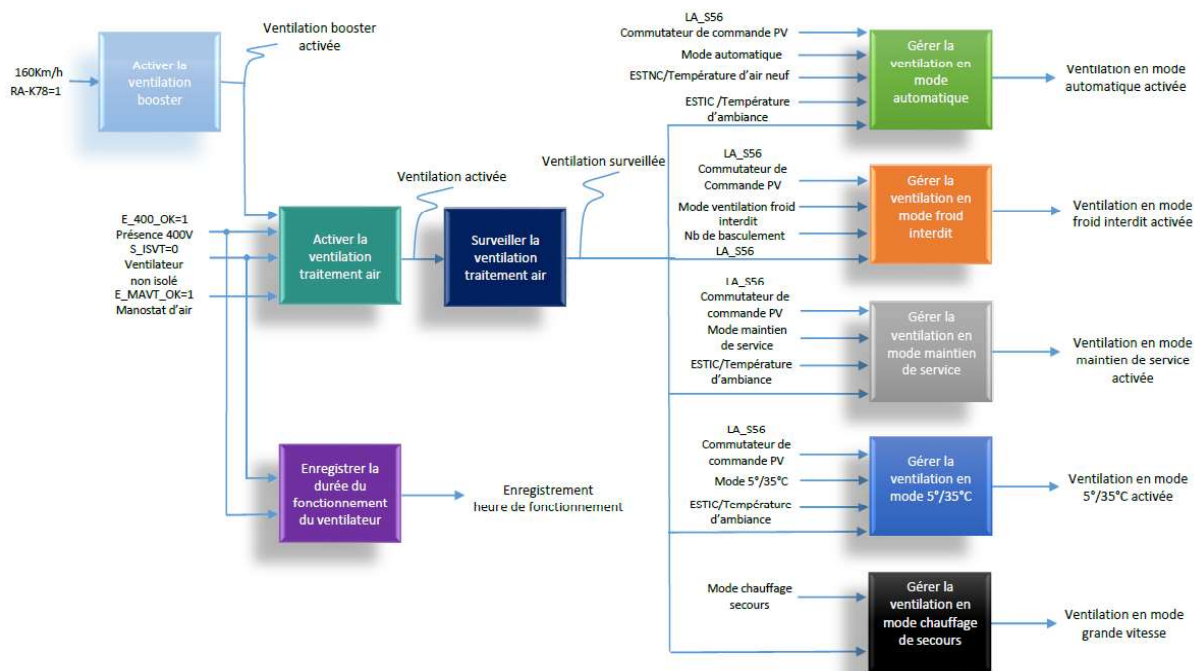 Ventilation booster
activée
160Km/h
RA-K78=1
Activer la
ventilation
booster
E_400_OK=1
Présence 400V
S_ISVT=0
Ventilateur
non isolé
E_MAVT_OK=1
Manostat d'air
Activer la
ventilation
traitement air
Ventilation activée
Surveiller la
ventilation
traitement air
Ventilation surveillée
Enregistrer la
durée du
fonctionnement
du ventilateur
Enregistrement
heure de fonctionnement
LA_S56
Commutateur de commande PV
Mode automatique
ESTNC/Température d'air neuf
ESTIC /Température
d'ambiance
Gérer la
ventilation en
mode
automatique
Ventilation en mode
automatique activée
LA_S56
Commutateur de
Commande PV
Mode ventilation froid
interdit
Nb de basculement
LA_S56
Gérer la
ventilation en
mode froid
interdit
Ventilation en mode
froid interdit activée
LA_S56
Commutateur de
commande PV
Mode maintien
de service
ESTIC/Température
d'ambiance
Gérer la
ventilation en
mode maintien
de service
Ventilation en mode
maintien de service
activée
LA_S56
Commutateur de
commande PV
Mode 5°/35°C
ESTIC/Température
d'ambiance
Gérer la
ventilation en
mode 5°/35°C
Ventilation en mode
5°/35°C activée
Mode chauffage
secours
Gérer la
ventilation en
mode chauffage
de secours
Ventilation en mode
grande vitesse